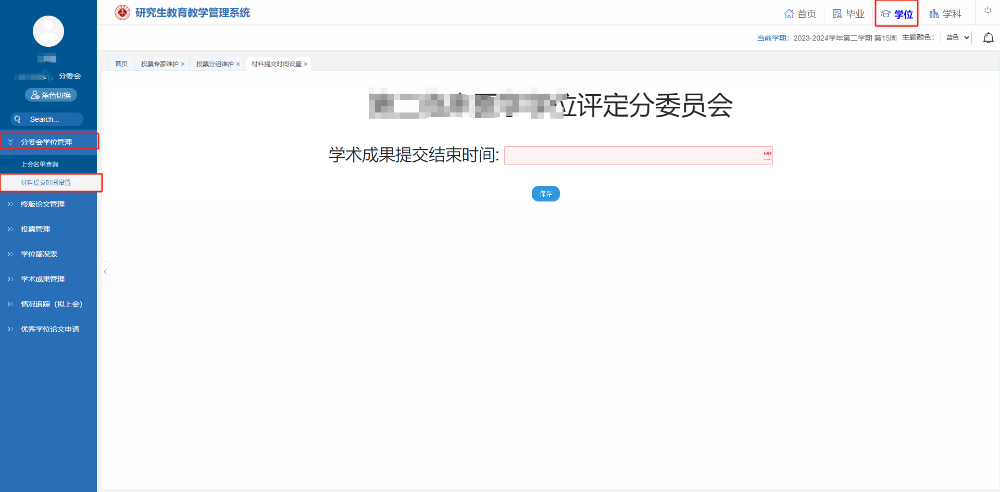 研究生教育教学管理系统
首页
毕业
学位
学科
当前学期：2023-2024学年第二学期 第15周 主题颜色： 蓝色
分委会
角色切换
Search...
分委会学位管理
上会名单查询
材料提交时间设置
终版论文管理
投票管理
学位简况表
学术成果管理
情况追踪（拟上会）
优秀学位论文申请
首页
投票专家维护 ×
投票分组维护 ×
材料提交时间设置 ×
位评定分委员会
学术成果提交结束时间:
保存